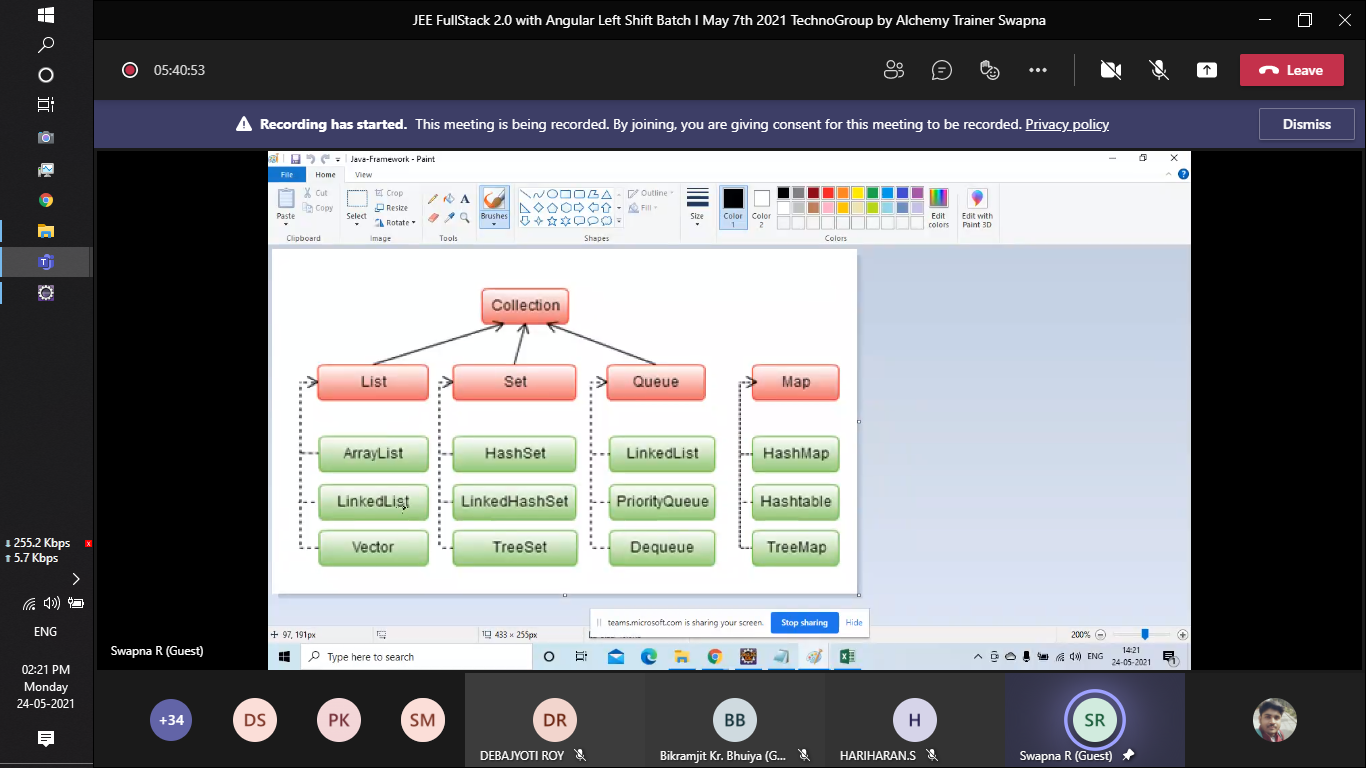 JEE FullStack 2.0 with Angular Left Shift Batch I May 7th 2021 TechnoGroup by Alchemy Trainer Swapna
05:40:53
Leave
Recording has started. This meeting is being recorded. By joining, you are giving consent for this meeting to be recorded. Privacy policy
Dismiss
Java-Framework - Paint
File Home View
Paste Cut Copy
Clipboard
Select Crop Resize Rotate
Image
Tools
Brushes
Outline Fill
Shapes
Size
Color 1
Color 2
Edit colors
Edit with Paint 3D
Colors
Collection
List Set Queue Map
ArrayList HashSet LinkedList HashMap
LinkedList LinkedHashSet PriorityQueue Hashtable
Vector TreeSet Dequeue TreeMap
teams.microsoft.com is sharing your screen. Stop sharing Hide
97, 191px 433 × 255px 200%
Type here to search
ENG
14:21
24-05-2021
Swapna R (Guest)
255.2 Kbps
5.7 Kbps
ENG
02:21 PM
Monday
24-05-2021
+34 DS PK SM DR BB H SR
DEBAJYOTI ROY Bikramjit Kr. Bhuiya (G... HARIHARAN.S Swapna R (Guest)